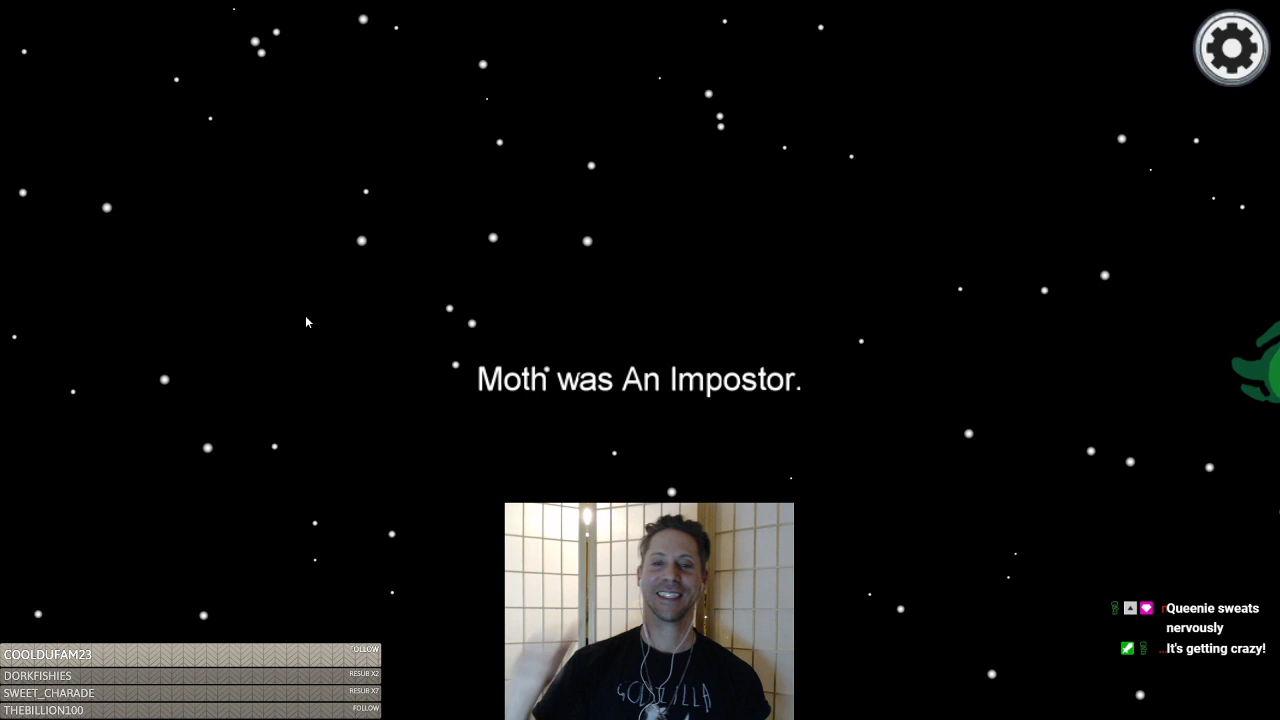 Moth was An Impostor.
Queenie sweats
nervously
It's getting crazy!
COOLDUFAM23 FOLLOW
DORKFISHIES RESUB X2
SWEET_CHARADE RESUB X7
THEBILLION100 FOLLOW
GODZILLA